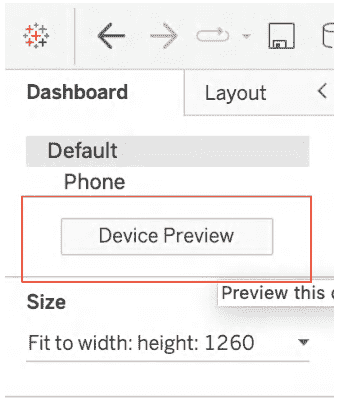 Dashboard
Layout
Default
Phone
Device Preview
Preview this
Size
Fit to width: height: 1260